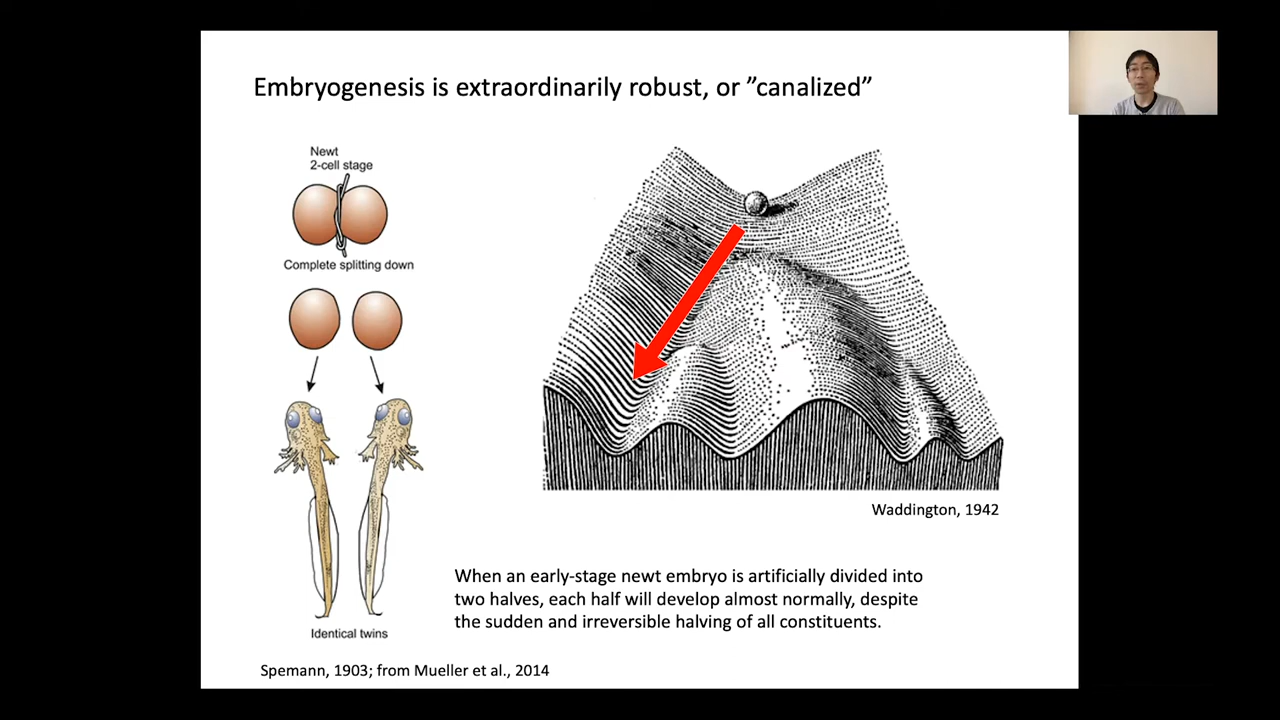 Embryogenesis is extraordinarily robust, or ”canalized”
Newt
2-cell stage
Complete splitting down
Identical twins
Spemann, 1903; from Mueller et al., 2014
Waddington, 1942
When an early-stage newt embryo is artificially divided into
two halves, each half will develop almost normally, despite
the sudden and irreversible halving of all constituents.